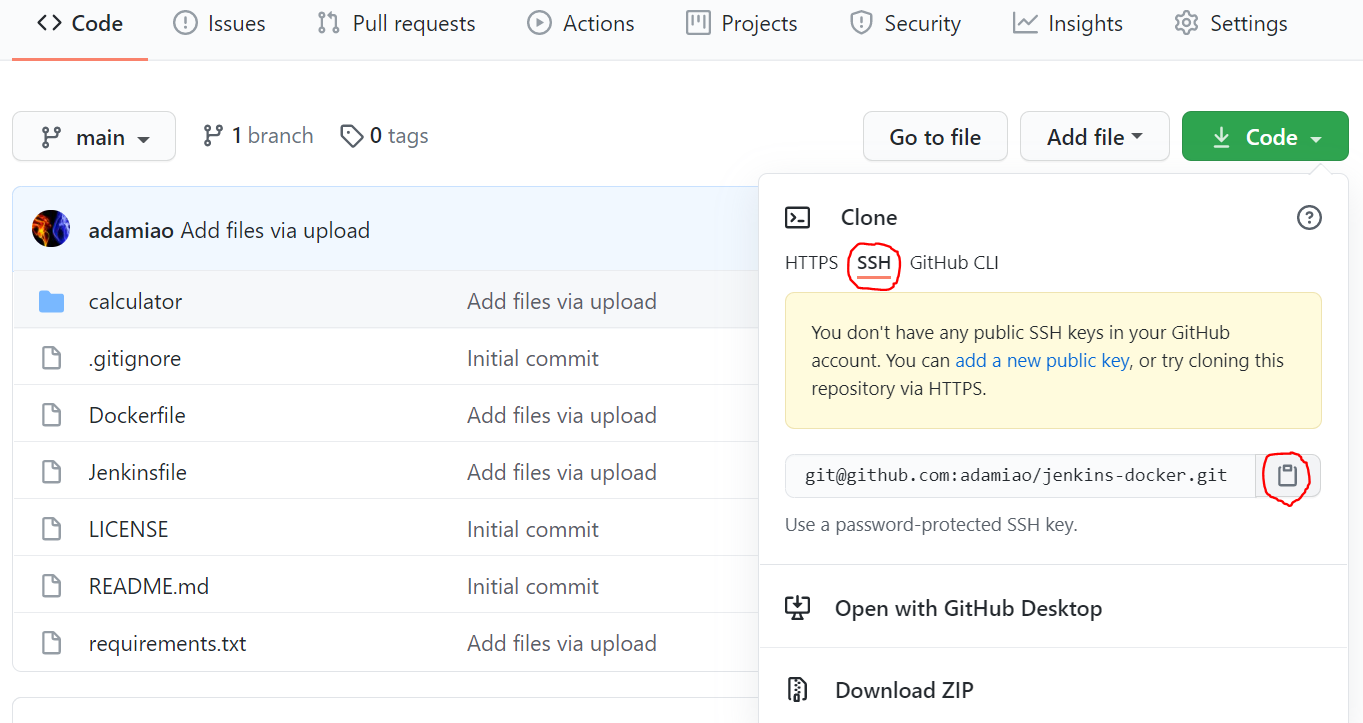 Code Issues Pull requests Actions Projects Security Insights Settings
main 1 branch 0 tags Go to file Add file Code
adamiao Add files via upload
calculator Add files via upload
.gitignore Initial commit
Dockerfile Add files via upload
Jenkinsfile Add files via upload
LICENSE Initial commit
README.md Initial commit
requirements.txt Add files via upload
Clone
HTTPS SSH GitHub CLI
You don't have any public SSH keys in your GitHub
account. You can add a new public key, or try cloning this
repository via HTTPS.
git@github.com:adamiao/jenkins-docker.git
Use a password-protected SSH key.
Open with GitHub Desktop
Download ZIP